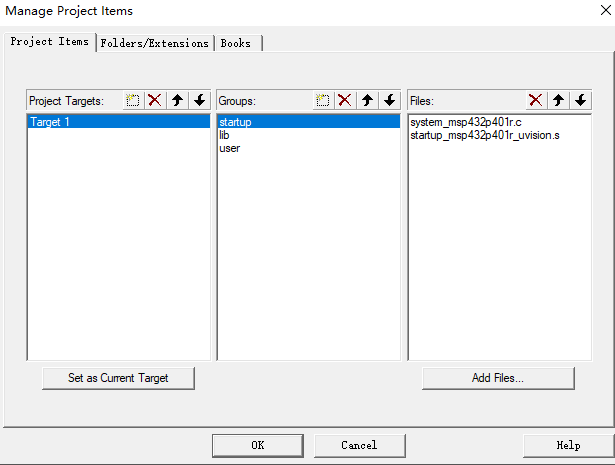 Manage Project Items
Project Items Folders/Extensions Books
Project Targets: Groups: Files:
Target 1
startup
lib
user
system_msp432p401r.c
startup_msp432p401r_uvision.s
Set as Current Target Add Files...
OK Cancel Help